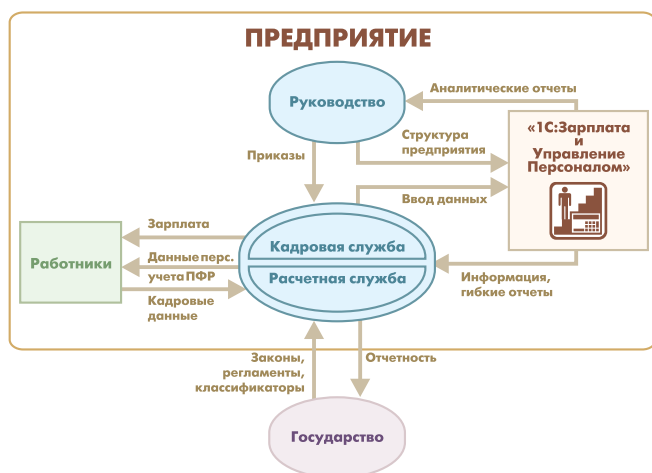 ПРЕДПРИЯТИЕ
Руководство
Аналитические отчеты
«1С:Зарплата
и
Управление
Персоналом»
Структура
предприятия
Приказы
Ввод данных
Зарплата
Кадровая служба
Работники
Данные перс.
учета ПФР
Расчетная служба
Информация,
гибкие отчеты
Кадровые
данные
Законы,
регламенты,
классификаторы
Отчетность
Государство